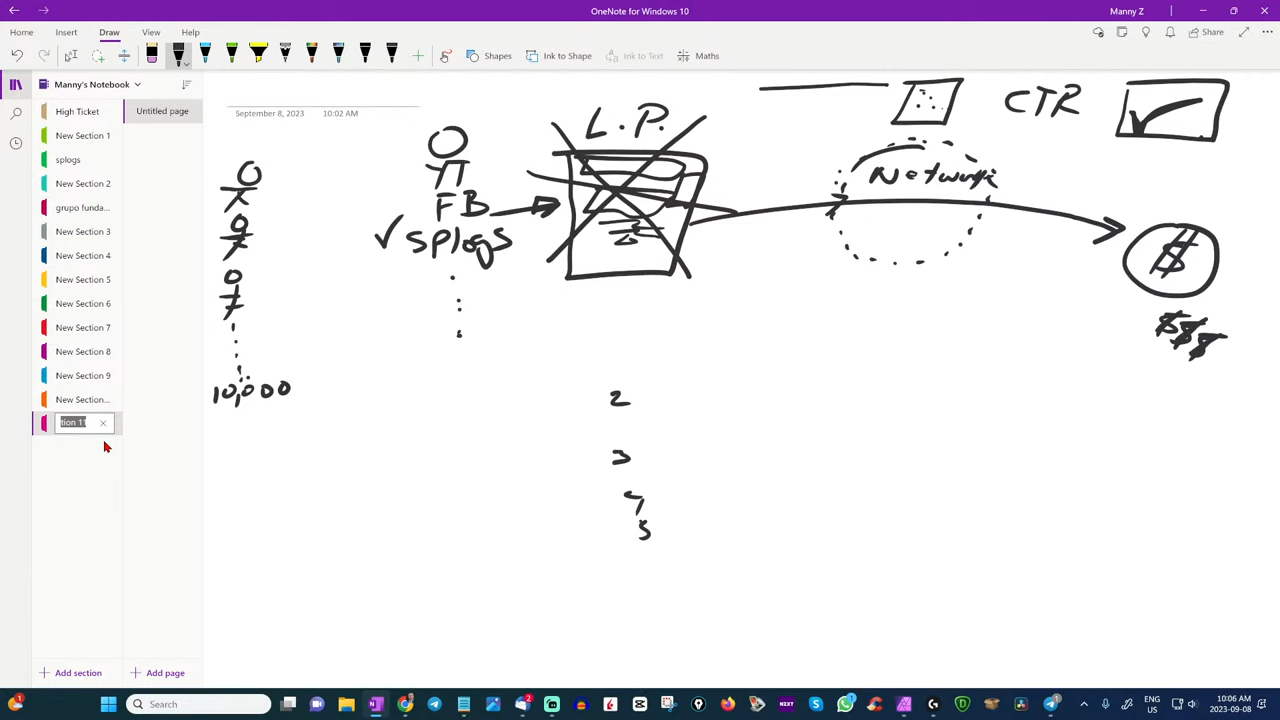 OneNote for Windows 10
Manny Z
Home
Insert
Draw
View
Help
Share
Shapes
Ink to Shape
Ink to Text
Maths
Manny's Notebook
High Ticket
New Section 1
splogs
New Section 2
grupo funda...
New Section 3
New Section 4
New Section 5
New Section 6
New Section 7
New Section 8
New Section 9
New Section...
tion 11
Add section
Untitled page
Add page
September 8, 2023
10:02 AM
L.P.
CTR
FB
splogs
Network
$
$$$
10,000
2
3
4
5
Search
ENG
US
10:06 AM
2023-09-08